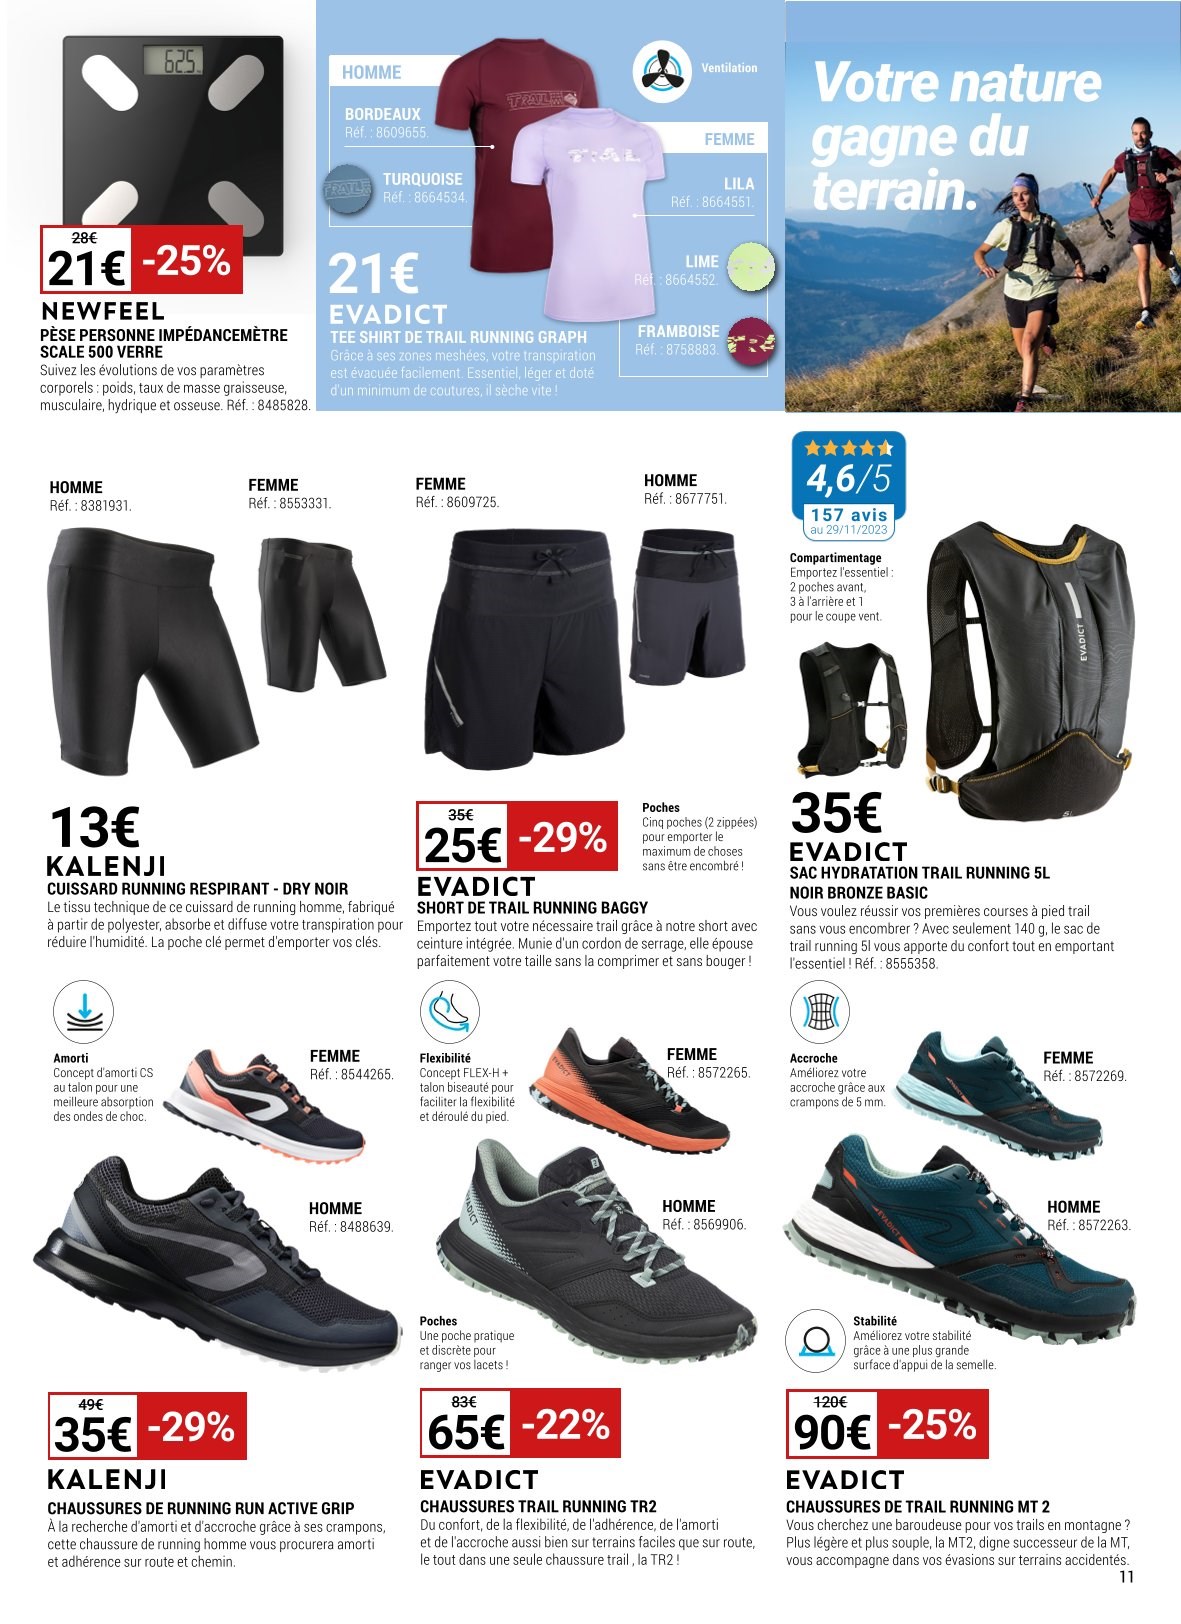 62.5
28€
21€ -25%
NEWFEEL
PÈSE PERSONNE IMPÉDANCEMÈTRE
SCALE 500 VERRE
Suivez les évolutions de vos paramètres
corporels : poids, taux de masse graisseuse,
musculaire, hydrique et osseuse. Réf. : 8485828.
HOMME
BORDEAUX
Réf. : 8609655.
TURQUOISE
Réf. : 8664534.
Ventilation
FEMME
LILA
Réf. : 8664551.
LIME
Réf. : 8664552.
FRAMBOISE
Réf. : 8758883.
21€
EVADICT
TEE SHIRT DE TRAIL RUNNING GRAPH
Grâce à ses zones meshées, votre transpiration
est évacuée facilement. Essentiel, léger et doté
d'un minimum de coutures, il sèche vite !
Votre nature
gagne du
terrain.
HOMME
Réf. : 8381931.
FEMME
Réf. : 8553331.
13€
KALENJI
CUISSARD RUNNING RESPIRANT - DRY NOIR
Le tissu technique de ce cuissard de running homme, fabriqué
à partir de polyester, absorbe et diffuse votre transpiration pour
réduire l'humidité. La poche clé permet d'emporter vos clés.
FEMME
Réf. : 8609725.
HOMME
Réf. : 8677751.
35€
25€ -29%
Poches
Cinq poches (2 zippées)
pour emporter le
maximum de choses
sans être encombré !
EVADICT
SHORT DE TRAIL RUNNING BAGGY
Emportez tout votre nécessaire trail grâce à notre short avec
ceinture intégrée. Munie d'un cordon de serrage, elle épouse
parfaitement votre taille sans la comprimer et sans bouger !
4,6/5
157 avis
au 29/11/2023
Compartimentage
Emportez l'essentiel :
2 poches avant,
3 à l'arrière et 1
pour le coupe vent.
EVADICT
35€
EVADICT
SAC HYDRATATION TRAIL RUNNING 5L
NOIR BRONZE BASIC
Vous voulez réussir vos premières courses à pied trail
sans vous encombrer ? Avec seulement 140 g, le sac de
trail running 5l vous apporte du confort tout en emportant
l'essentiel ! Réf. : 8555358.
Amorti
Concept d'amorti CS
au talon pour une
meilleure absorption
des ondes de choc.
FEMME
Réf. : 8544265.
HOMME
Réf. : 8488639.
49€
35€ -29%
KALENJI
CHAUSSURES DE RUNNING RUN ACTIVE GRIP
À la recherche d'amorti et d'accroche grâce à ses crampons,
cette chaussure de running homme vous procurera amorti
et adhérence sur route et chemin.
Flexibilité
Concept FLEX-H +
talon biseauté pour
faciliter la flexibilité
et déroulé du pied.
FEMME
Réf. : 8572265.
HOMME
Réf. : 8569906.
EVADICT
Poches
Une poche pratique
et discrète pour
ranger vos lacets !
83€
65€ -22%
EVADICT
CHAUSSURES TRAIL RUNNING TR2
Du confort, de la flexibilité, de l'adhérence, de l'amorti
et de l'accroche aussi bien sur terrains faciles que sur route,
le tout dans une seule chaussure trail , la TR2 !
Accroche
Améliorez votre
accroche grâce aux
crampons de 5 mm.
FEMME
Réf. : 8572269.
HOMME
Réf. : 8572263.
EVADICT
Stabilité
Améliorez votre stabilité
grâce à une plus grande
surface d'appui de la semelle.
120€
90€ -25%
EVADICT
CHAUSSURES DE TRAIL RUNNING MT 2
Vous cherchez une baroudeuse pour vos trails en montagne ?
Plus légère et plus souple, la MT2, digne successeur de la MT,
vous accompagne dans vos évasions sur terrains accidentés.
11